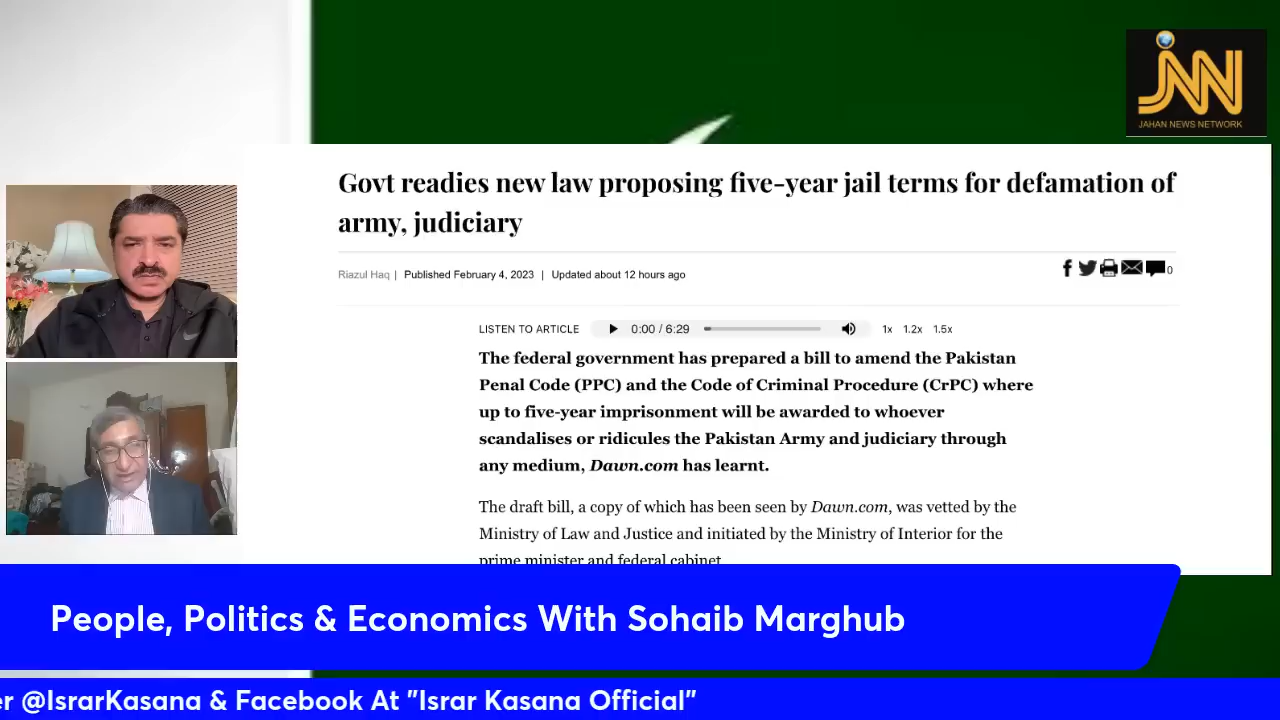 JNN
JAHAN NEWS NETWORK
Govt readies new law proposing five-year jail terms for defamation of
army, judiciary
Riazul Haq | Published February 4, 2023 | Updated about 12 hours ago
0
LISTEN TO ARTICLE 0:00 / 6:29 1x 1.2x 1.5x
The federal government has prepared a bill to amend the Pakistan
Penal Code (PPC) and the Code of Criminal Procedure (CrPC) where
up to five-year imprisonment will be awarded to whoever
scandalises or ridicules the Pakistan Army and judiciary through
any medium, Dawn.com has learnt.
The draft bill, a copy of which has been seen by Dawn.com, was vetted by the
Ministry of Law and Justice and initiated by the Ministry of Interior for the
prime minister and federal cabinet
People, Politics & Economics With Sohaib Marghub
er @IsrarKasana & Facebook At "Israr Kasana Official"